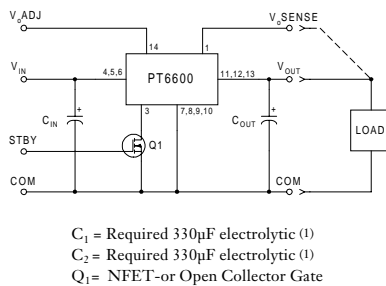 VoADJ
VoSENSE
14
1
VIN
4,5,6
PT6600
11,12,13
VOUT
CIN
+
3
7,8,9,10
COUT
+
LOAD
STBY
Q1
COM
COM
C1 = Required 330µF electrolytic (1)
C2 = Required 330µF electrolytic (1)
Q1= NFET-or Open Collector Gate